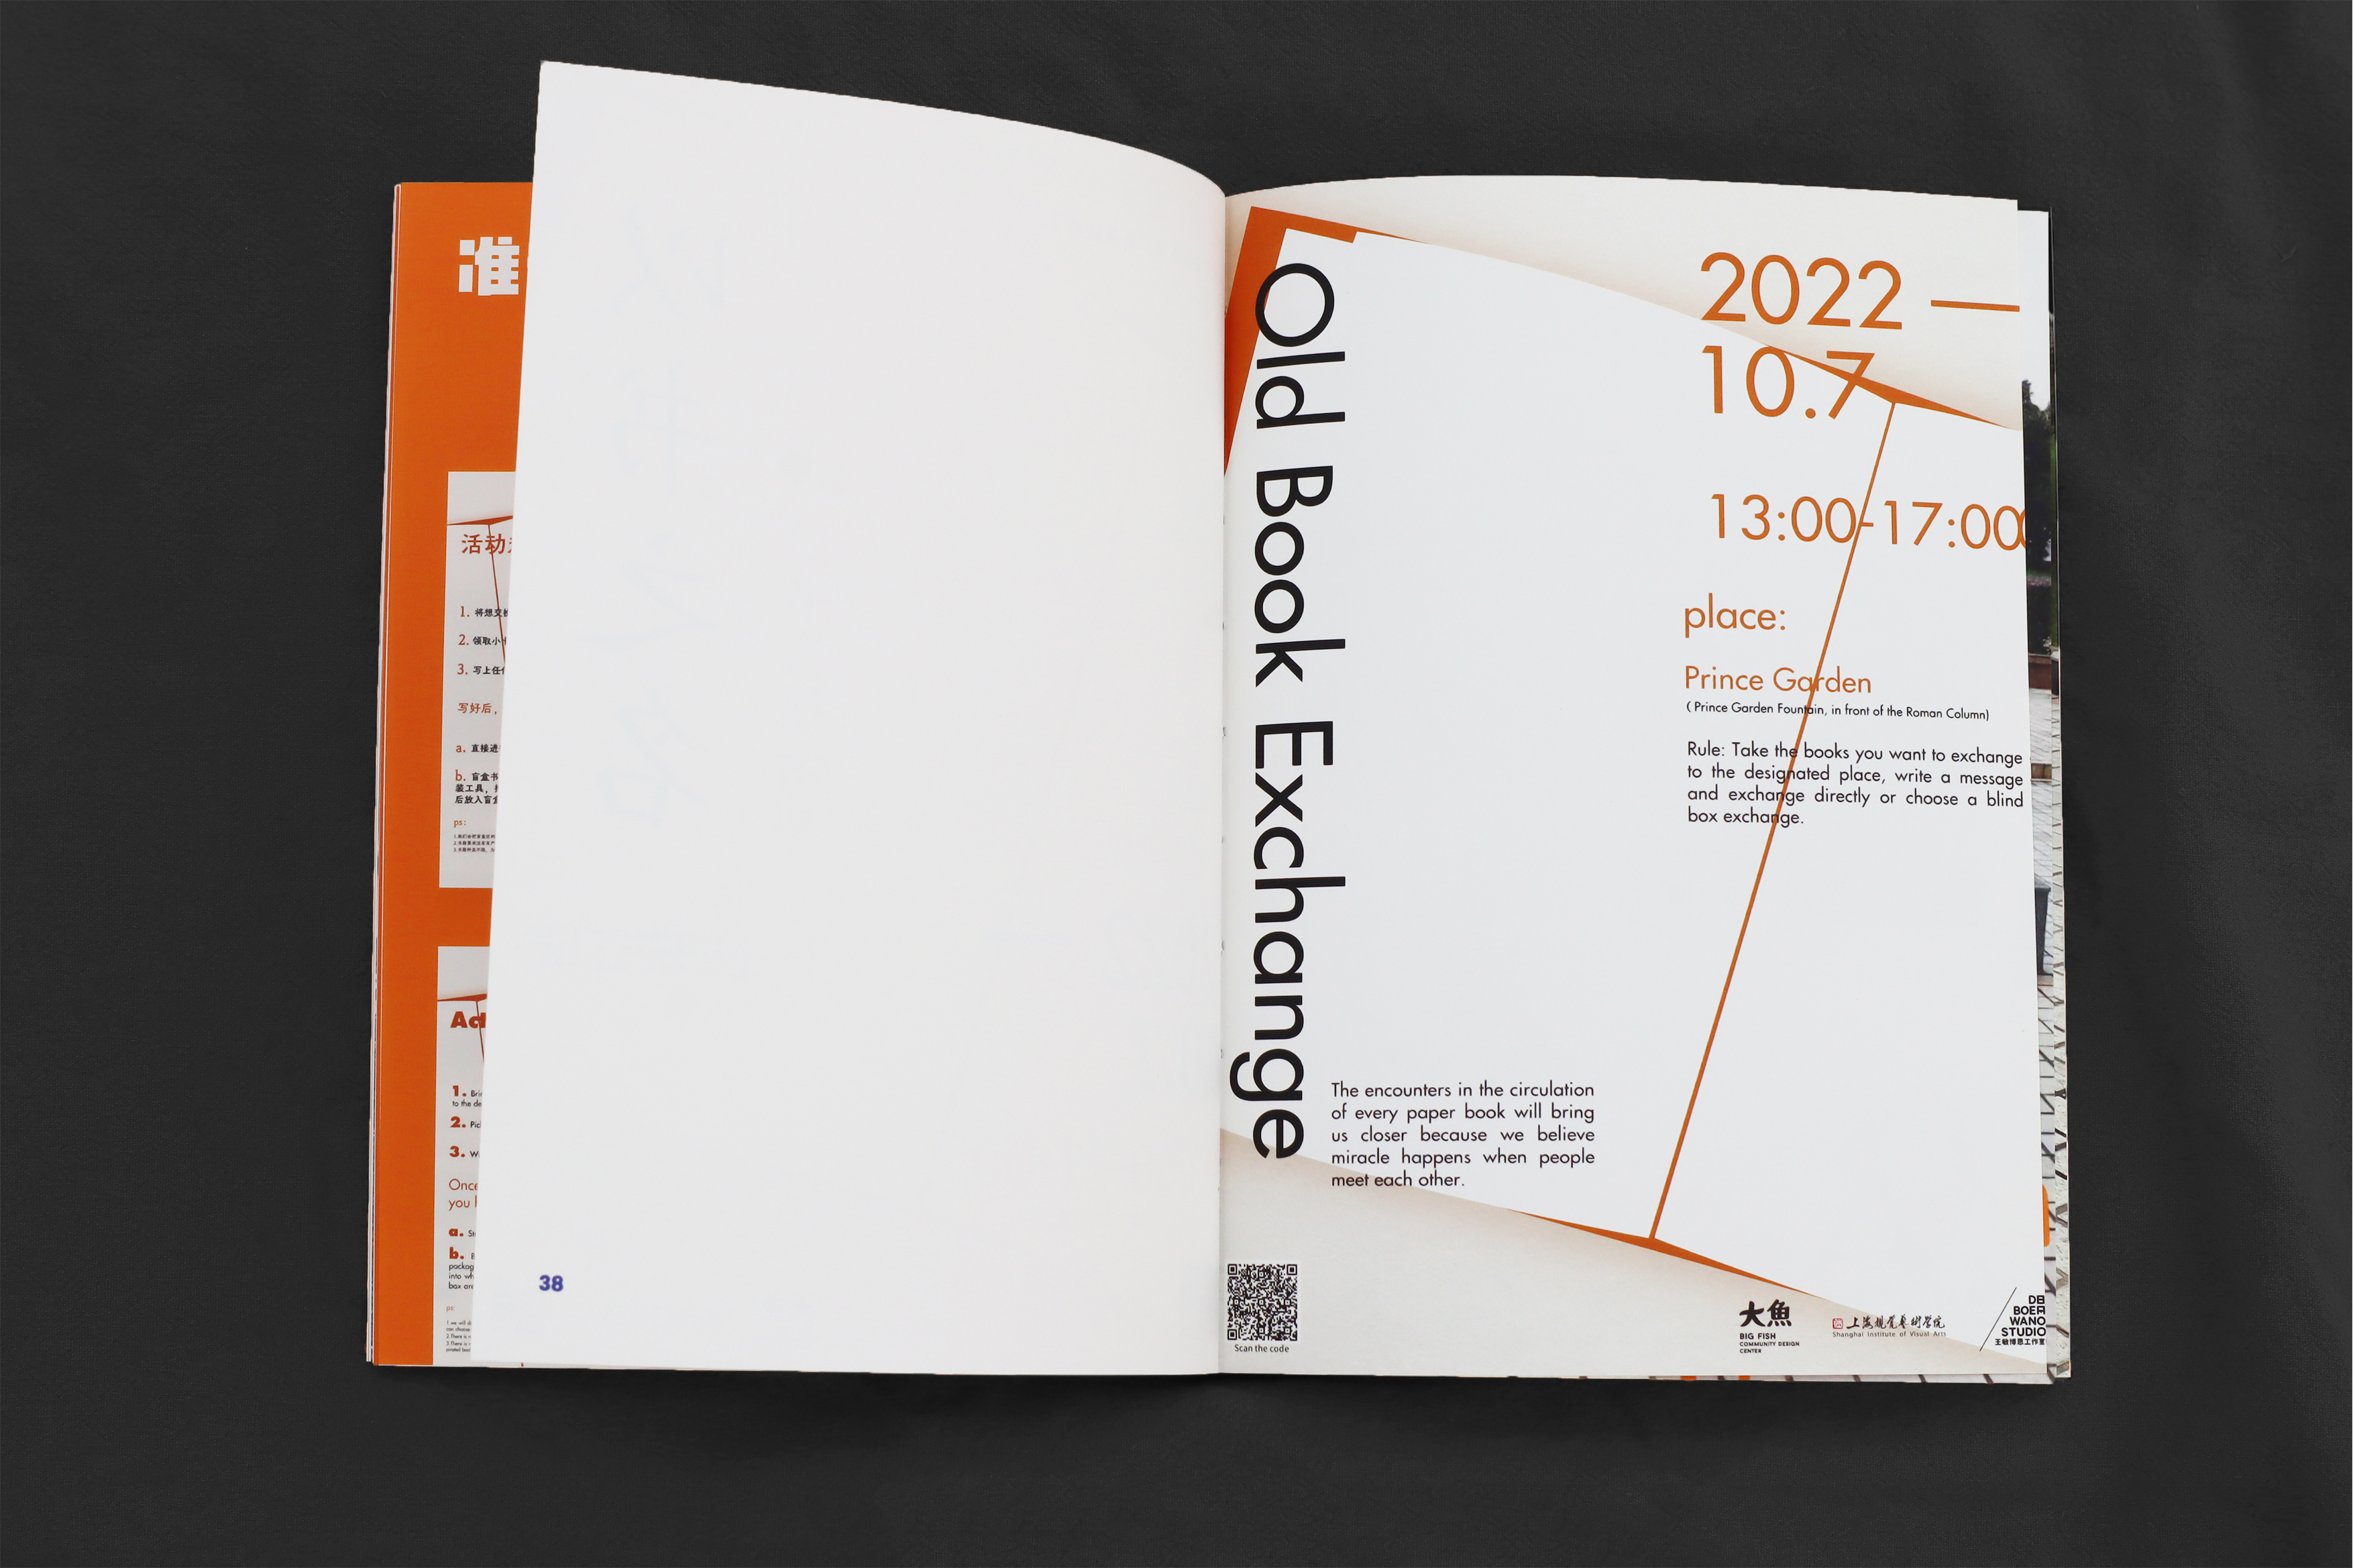 准
活动
1. 将想交
2. 领取小
3. 写上任
写好后，
a. 直接进
b. 盲盒书
装工具，
后放入盲
ps:
1.
to the de
2. Pic
3. W
Once
you
a. St
b.
packag
into wh
box or
ps:
38
Old Book Exchange
2022 —
10.7
13:00-17:00
place:
Prince Garden
( Prince Garden Fountain, in front of the Roman Column)
Rule: Take the books you want to exchange
to the designated place, write a message
and exchange directly or choose a blind
box exchange.
The encounters in the circulation
of every paper book will bring
us closer because we believe
miracle happens when people
meet each other.
Scan the code
大魚
BIG FISH
COMMUNITY DESIGN
CENTER
上海视觉艺術学院
Shanghai Institute of Visual Arts
DB
BOER
WANO
STUDIO
王敏博恩工作室